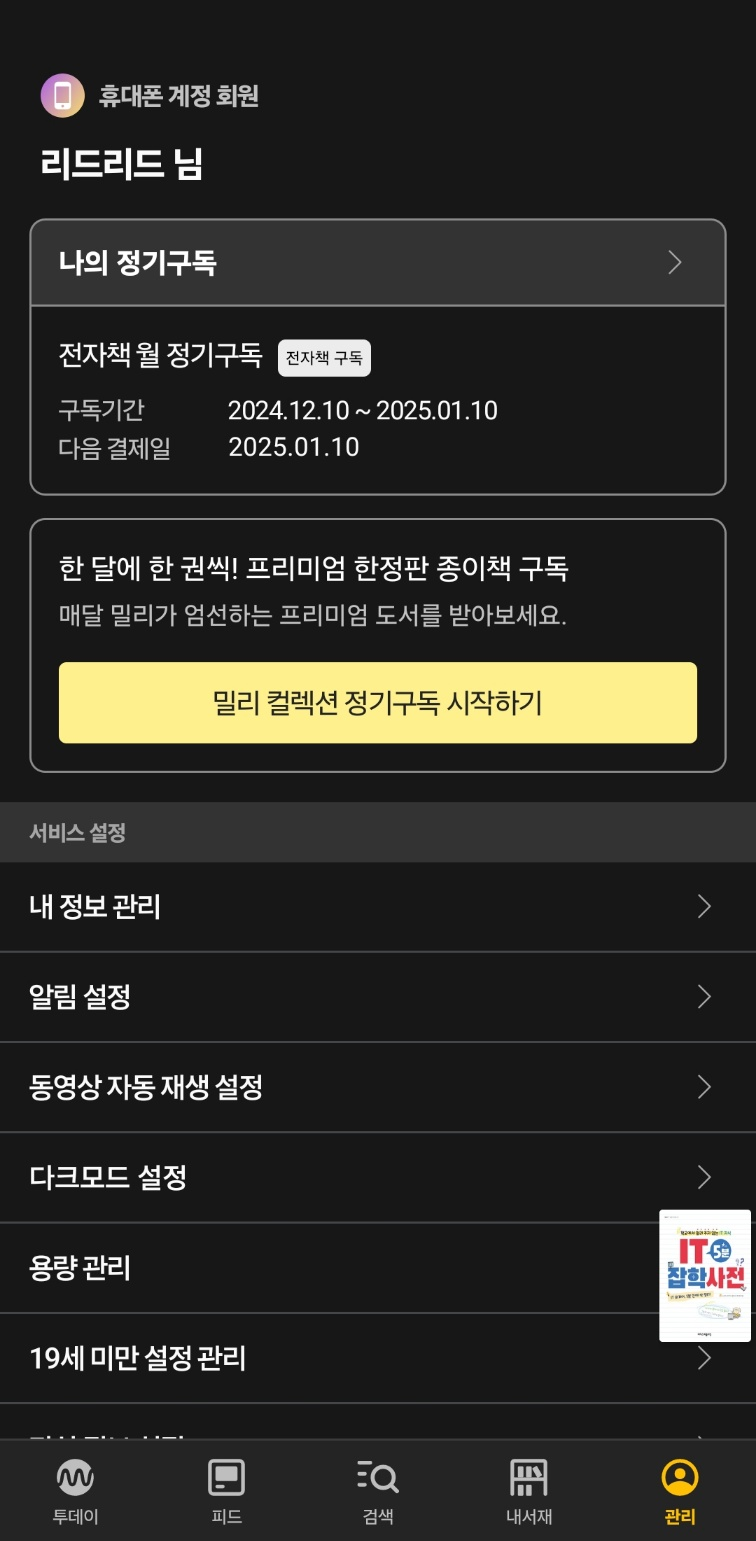 휴대폰 계정 회원
리드리드 님
나의 정기구독
전자책 월 정기구독 전자책 구독
구독기간 2024.12.10 ~ 2025.01.10
다음 결제일 2025.01.10
한 달에 한 권씩! 프리미엄 한정판 종이책 구독
매달 밀리가 엄선하는 프리미엄 도서를 받아보세요.
밀리 컬렉션 정기구독 시작하기
서비스 설정
내 정보 관리
알림 설정
동영상 자동 재생 설정
다크모드 설정
용량 관리
IT 5분
잡학사전
19세 미만 설정 관리
투데이 피드 검색 내서재 관리